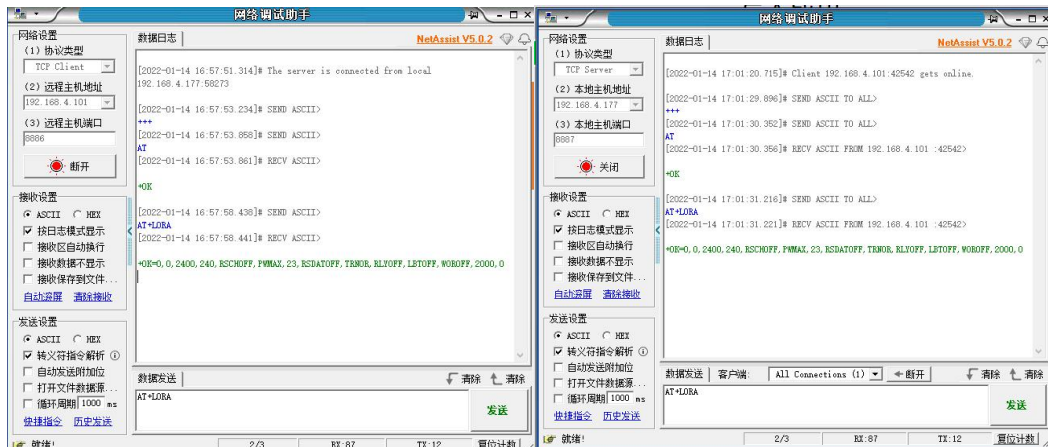 网络调试助手
网络设置
(1) 协议类型
TCP Client
(2) 远程主机地址
192.168.4.101
(3) 远程主机端口
8886
断开
接收设置
ASCII HEX
按日志模式显示
接收区自动换行
接收数据不显示
接收保存到文件...
自动滚屏 清除接收
发送设置
ASCII HEX
转义符指令解析
自动发送附加位
打开文件数据源...
循环周期 1000 ms
快捷指令 历史发送
数据日志 NetAssist V5.0.2
[2022-01-14 16:57:51.314]# The server is connected from local
192.168.4.177:58273
[2022-01-14 16:57:53.234]# SEND ASCII>
+++
[2022-01-14 16:57:53.858]# SEND ASCII>
AT
[2022-01-14 16:57:53.861]# RECV ASCII>
+OK
[2022-01-14 16:57:58.438]# SEND ASCII>
AT+LORA
[2022-01-14 16:57:58.441]# RECV ASCII>
+OK=0,0,2400,240,RSCHOFF,PWMAX,23,RSDATOFF,TRNOR,RLYOFF,LBTOFF,WOROFF,2000,0
数据发送 清除 清除
AT+LORA
发送
就绪! 2/3 RX:87 TX:12 复位计数
网络调试助手
网络设置
(1) 协议类型
TCP Server
(2) 本地主机地址
192.168.4.177
(3) 本地主机端口
8887
关闭
接收设置
ASCII HEX
按日志模式显示
接收区自动换行
接收数据不显示
接收保存到文件...
自动滚屏 清除接收
发送设置
ASCII HEX
转义符指令解析
自动发送附加位
打开文件数据源...
循环周期 1000 ms
快捷指令 历史发送
数据日志 NetAssist V5.0.2
[2022-01-14 17:01:20.715]# Client 192.168.4.101:42542 gets online.
[2022-01-14 17:01:29.896]# SEND ASCII TO ALL>
+++
[2022-01-14 17:01:30.352]# SEND ASCII TO ALL>
AT
[2022-01-14 17:01:30.356]# RECV ASCII FROM 192.168.4.101 :42542>
+OK
[2022-01-14 17:01:31.216]# SEND ASCII TO ALL>
AT+LORA
[2022-01-14 17:01:31.221]# RECV ASCII FROM 192.168.4.101 :42542>
+OK=0,0,2400,240,RSCHOFF,PWMAX,23,RSDATOFF,TRNOR,RLYOFF,LBTOFF,WOROFF,2000,0
数据发送 客户端: All Connections (1) 断开 清除 清除
AT+LORA
发送
就绪! 2/3 RX:87 TX:12 复位计数